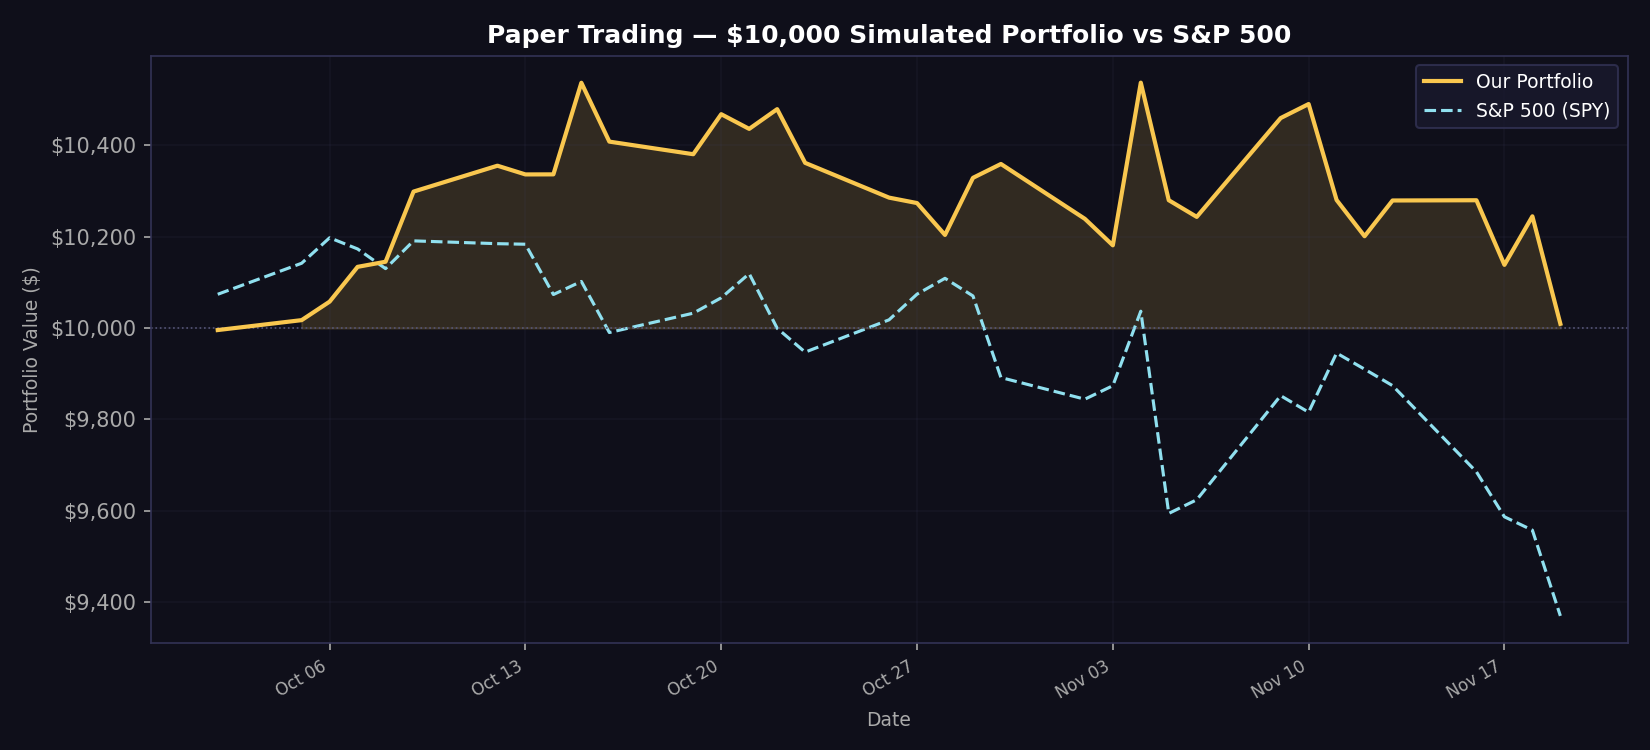 Paper Trading — $10,000 Simulated Portfolio vs S&P 500
Our Portfolio
S&P 500 (SPY)
Portfolio Value ($)
$10,400
$10,200
$10,000
$9,800
$9,600
$9,400
Oct 06
Oct 13
Oct 20
Oct 27
Nov 03
Nov 10
Nov 17
Date